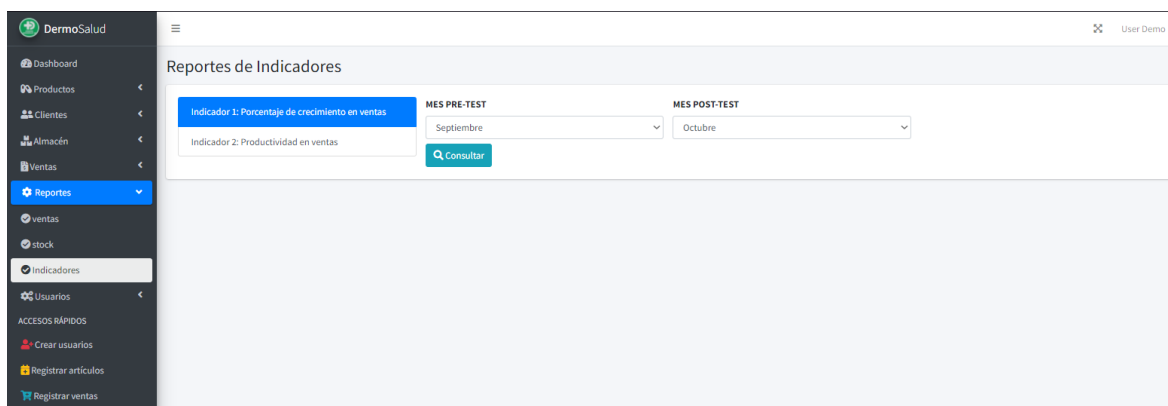 DermoSalud
User Demo
Dashboard
Productos
Clientes
Almacén
Ventas
Reportes
ventas
stock
Indicadores
Usuarios
ACCESOS RÁPIDOS
Crear usuarios
Registrar artículos
Registrar ventas
Reportes de Indicadores
Indicador 1: Porcentaje de crecimiento en ventas
Indicador 2: Productividad en ventas
MES PRE-TEST
Septiembre
MES POST-TEST
Octubre
Consultar